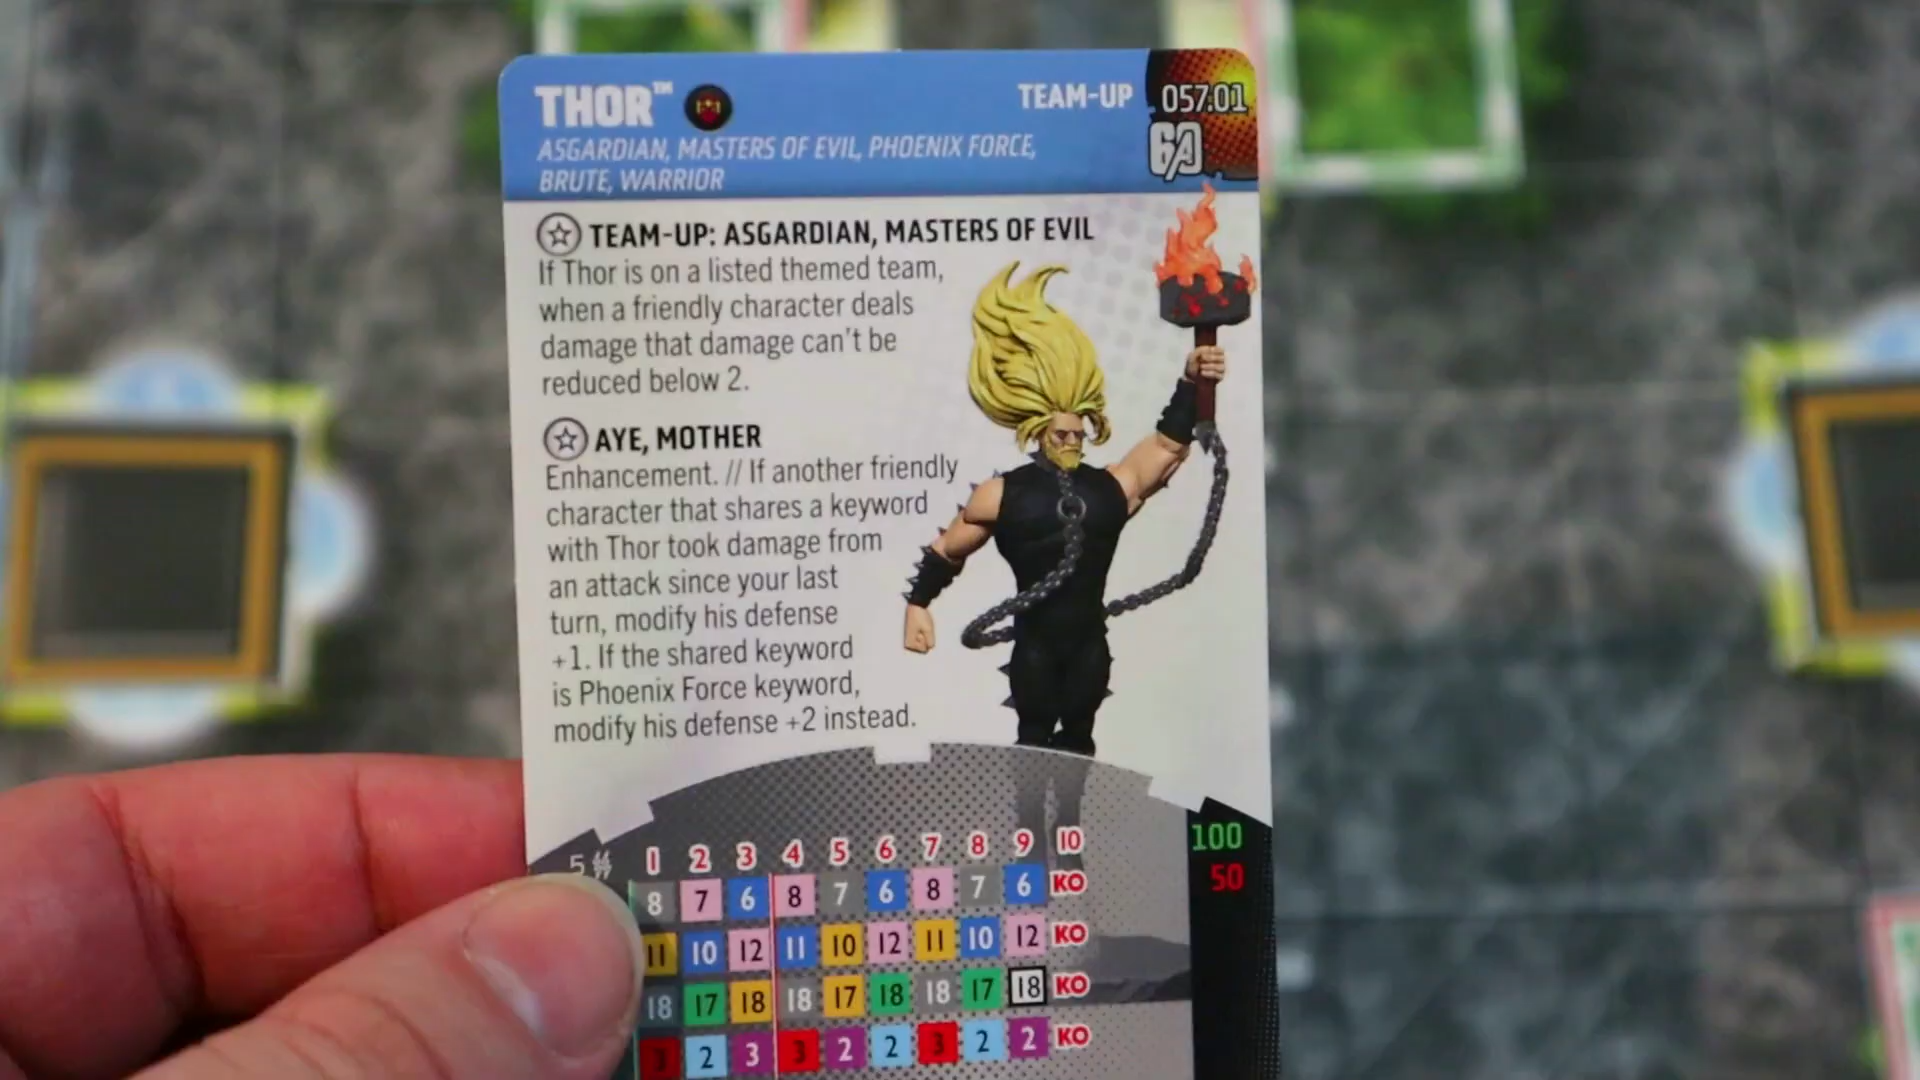 THOR™ TEAM-UP 057.01
ASGARDIAN, MASTERS OF EVIL, PHOENIX FORCE,
BRUTE, WARRIOR
TEAM-UP: ASGARDIAN, MASTERS OF EVIL
If Thor is on a listed themed team,
when a friendly character deals
damage that damage can't be
reduced below 2.
AYE, MOTHER
Enhancement. // If another friendly
character that shares a keyword
with Thor took damage from
an attack since your last
turn, modify his defense
+1. If the shared keyword
is Phoenix Force keyword,
modify his defense +2 instead.
5 1 2 3 4 5 6 7 8 9 10 100
8 7 6 8 7 6 8 7 6 KO 50
11 10 12 11 10 12 11 10 12 KO
18 17 18 18 17 18 18 17 18 KO
3 2 3 3 2 2 3 2 2 KO